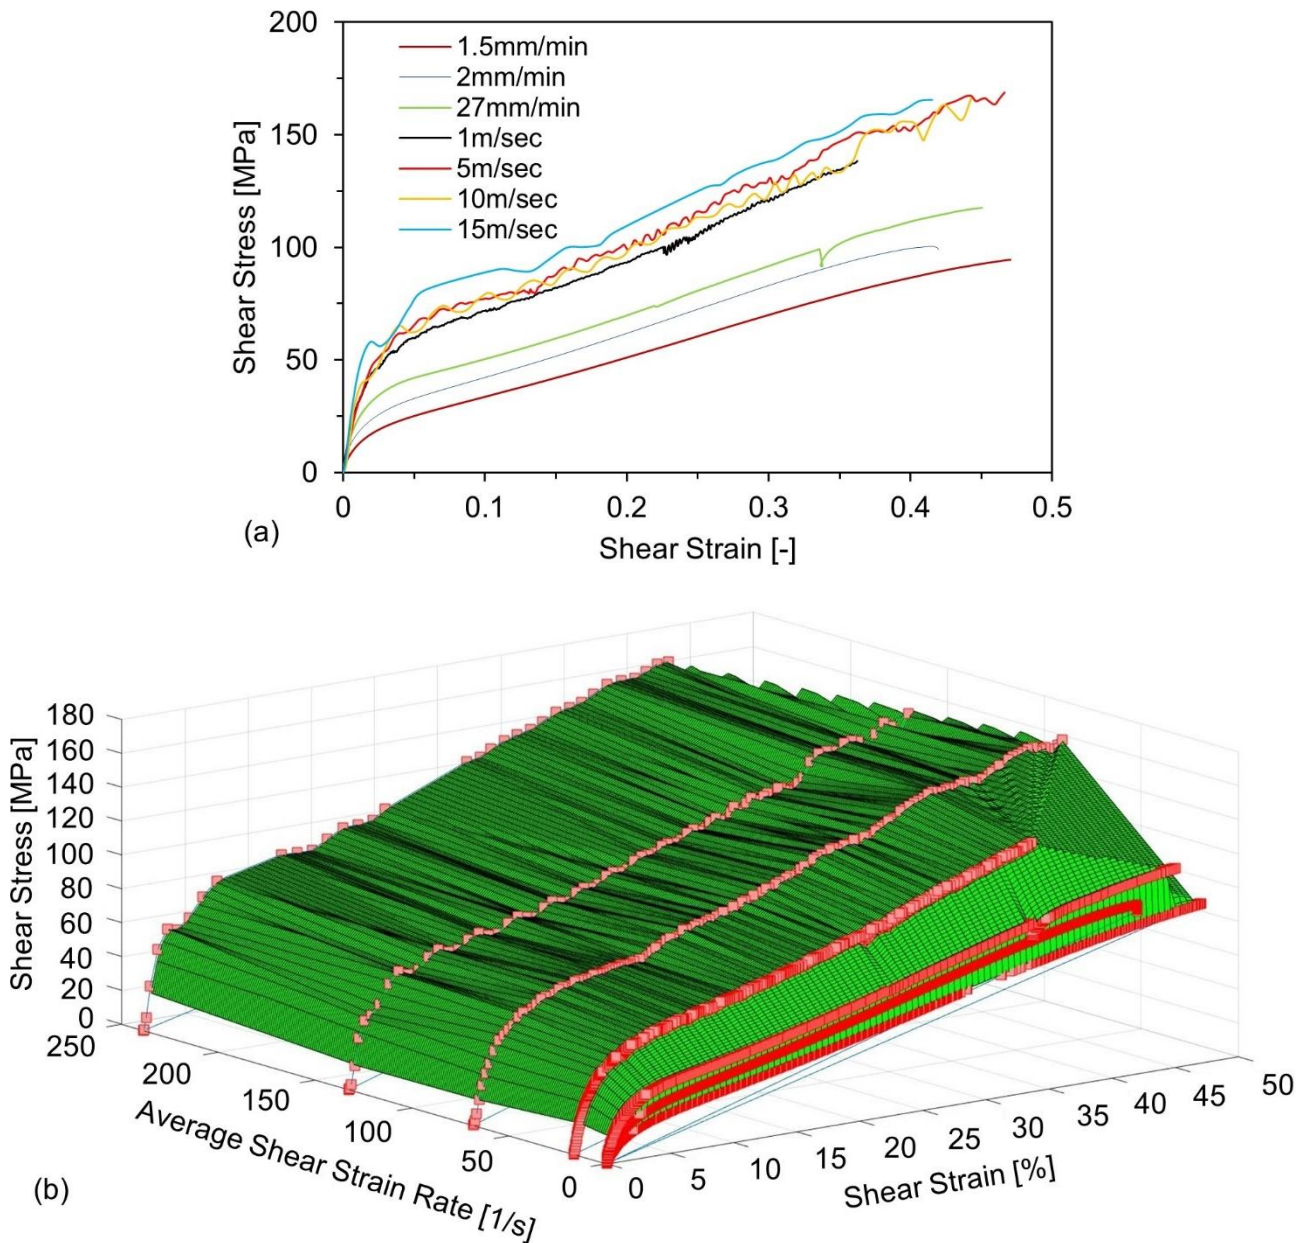 200
150
100
50
0
Shear Stress [MPa]
1.5mm/min
2mm/min
27mm/min
1m/sec
5m/sec
10m/sec
15m/sec
0 0.1 0.2 0.3 0.4 0.5
Shear Strain [-]
(a)
180
160
140
120
100
80
60
40
20
0
Shear Stress [MPa]
250 200 150 100 50 0
Average Shear Strain Rate [1/s]
0 5 10 15 20 25 30 35 40 45 50
Shear Strain [%]
(b)